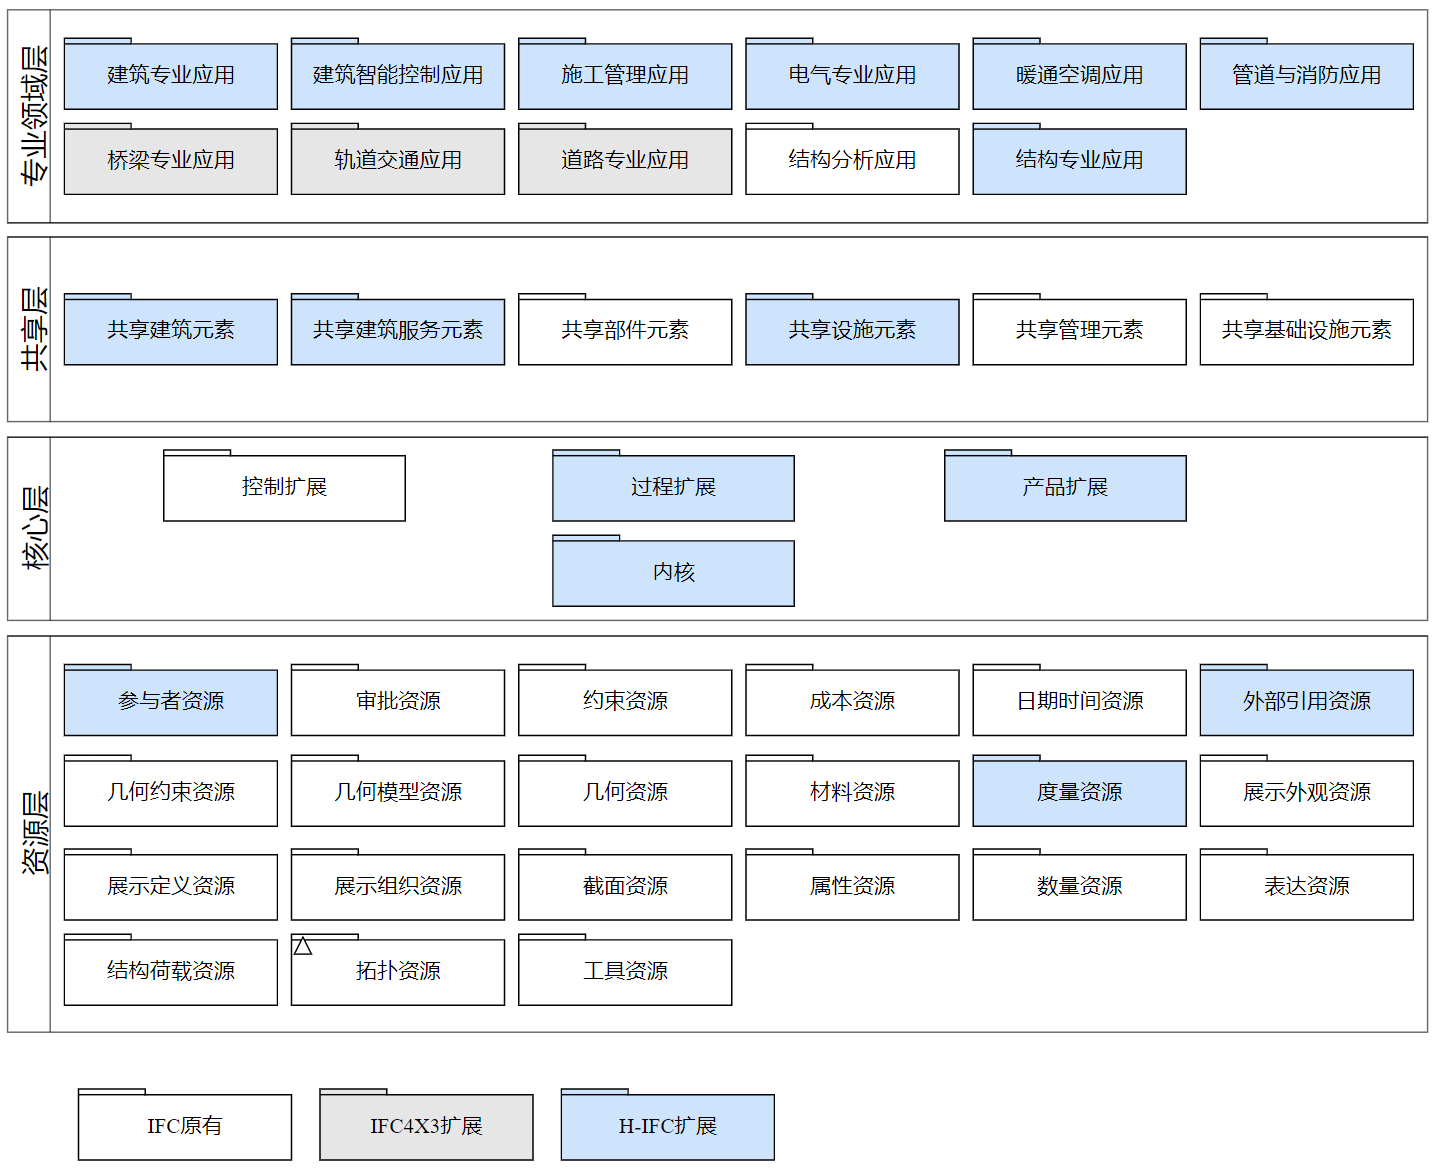 专业领域层
建筑专业应用
建筑智能控制应用
施工管理应用
电气专业应用
暖通空调应用
管道与消防应用
桥梁专业应用
轨道交通应用
道路专业应用
结构分析应用
结构专业应用
共享层
共享建筑元素
共享建筑服务元素
共享部件元素
共享设施元素
共享管理元素
共享基础设施元素
核心层
控制扩展
过程扩展
产品扩展
内核
资源层
参与者资源
审批资源
约束资源
成本资源
日期时间资源
外部引用资源
几何约束资源
几何模型资源
几何资源
材料资源
度量资源
展示外观资源
展示定义资源
展示组织资源
截面资源
属性资源
数量资源
表达资源
结构荷载资源
拓扑资源
工具资源
IFC原有
IFC4X3扩展
H-IFC扩展